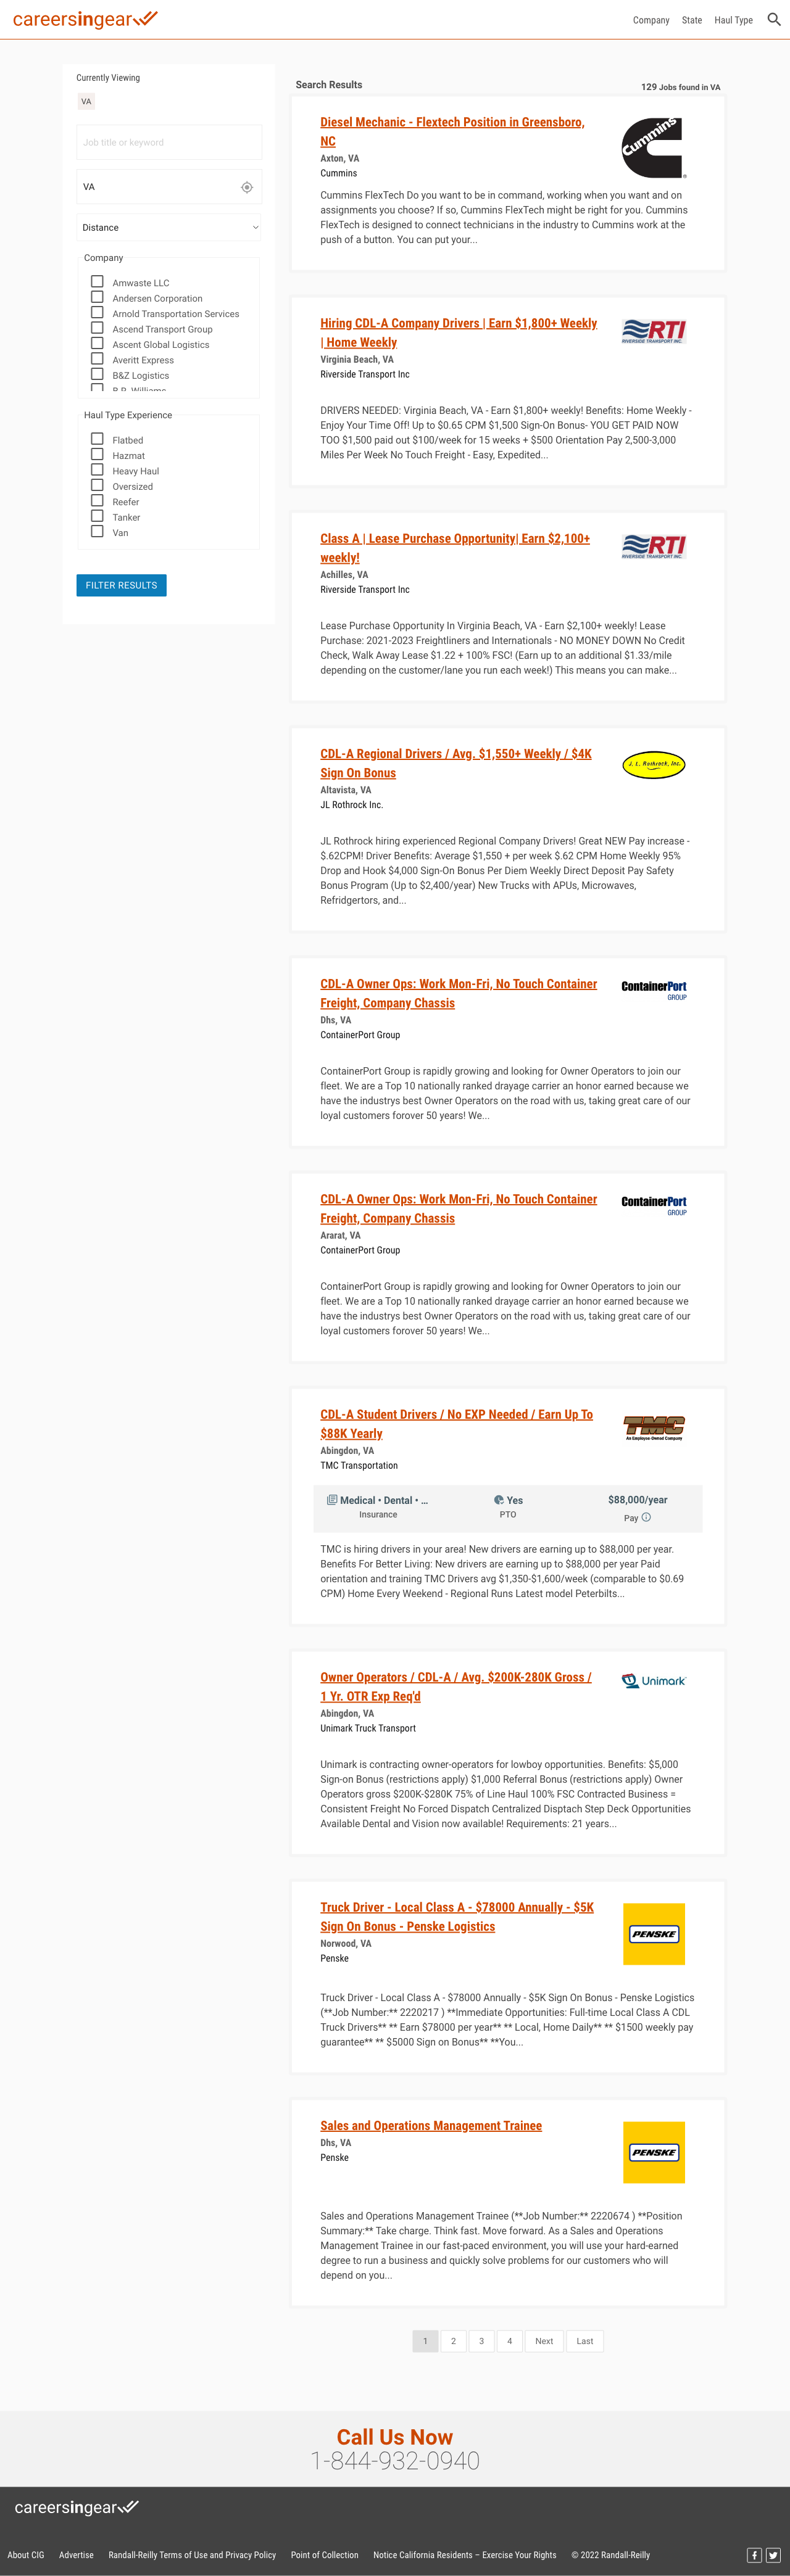 careersingear
Company State Haul Type
Currently Viewing
VA
Job title or keyword
VA
Distance
Company
Amwaste LLC
Andersen Corporation
Arnold Transportation Services
Ascend Transport Group
Ascent Global Logistics
Averitt Express
B&Z Logistics
B.R. Williams
Haul Type Experience
Flatbed
Hazmat
Heavy Haul
Oversized
Reefer
Tanker
Van
FILTER RESULTS
Search Results
129 Jobs found in VA
Diesel Mechanic - Flextech Position in Greensboro,
NC
Axton, VA
Cummins
Cummins
Cummins FlexTech Do you want to be in command, working when you want and on
assignments you choose? If so, Cummins FlexTech might be right for you. Cummins
FlexTech is designed to connect technicians in the industry to Cummins work at the
push of a button. You can put your...
Hiring CDL-A Company Drivers | Earn $1,800+ Weekly
| Home Weekly
Virginia Beach, VA
Riverside Transport Inc
RTI
RIVERSIDE TRANSPORT INC.
DRIVERS NEEDED: Virginia Beach, VA - Earn $1,800+ weekly! Benefits: Home Weekly -
Enjoy Your Time Off! Up to $0.65 CPM $1,500 Sign-On Bonus- YOU GET PAID NOW
TOO $1,500 paid out $100/week for 15 weeks + $500 Orientation Pay 2,500-3,000
Miles Per Week No Touch Freight - Easy, Expedited...
Class A | Lease Purchase Opportunity| Earn $2,100+
weekly!
Achilles, VA
Riverside Transport Inc
RTI
RIVERSIDE TRANSPORT INC.
Lease Purchase Opportunity In Virginia Beach, VA - Earn $2,100+ weekly! Lease
Purchase: 2021-2023 Freightliners and Internationals - NO MONEY DOWN No Credit
Check, Walk Away Lease $1.22 + 100% FSC! (Earn up to an additional $1.33/mile
depending on the customer/lane you run each week!) This means you can make...
CDL-A Regional Drivers / Avg. $1,550+ Weekly / $4K
Sign On Bonus
Altavista, VA
JL Rothrock Inc.
J. L. Rothrock, Inc.
JL Rothrock hiring experienced Regional Company Drivers! Great NEW Pay increase -
$.62CPM! Driver Benefits: Average $1,550 + per week $.62 CPM Home Weekly 95%
Drop and Hook $4,000 Sign-On Bonus Per Diem Weekly Direct Deposit Pay Safety
Bonus Program (Up to $2,400/year) New Trucks with APUs, Microwaves,
Refridgertors, and...
CDL-A Owner Ops: Work Mon-Fri, No Touch Container
Freight, Company Chassis
Dhs, VA
ContainerPort Group
ContainerPort
GROUP
ContainerPort Group is rapidly growing and looking for Owner Operators to join our
fleet. We are a Top 10 nationally ranked drayage carrier an honor earned because we
have the industrys best Owner Operators on the road with us, taking great care of our
loyal customers forover 50 years! We...
CDL-A Owner Ops: Work Mon-Fri, No Touch Container
Freight, Company Chassis
Ararat, VA
ContainerPort Group
ContainerPort
GROUP
ContainerPort Group is rapidly growing and looking for Owner Operators to join our
fleet. We are a Top 10 nationally ranked drayage carrier an honor earned because we
have the industrys best Owner Operators on the road with us, taking great care of our
loyal customers forover 50 years! We...
CDL-A Student Drivers / No EXP Needed / Earn Up To
$88K Yearly
Abingdon, VA
TMC Transportation
TMC
An Employee-Owned Company
Medical • Dental • ... Yes $88,000/year
Insurance PTO Pay
TMC is hiring drivers in your area! New drivers are earning up to $88,000 per year.
Benefits For Better Living: New drivers are earning up to $88,000 per year Paid
orientation and training TMC Drivers avg $1,350-$1,600/week (comparable to $0.69
CPM) Home Every Weekend - Regional Runs Latest model Peterbilts...
Owner Operators / CDL-A / Avg. $200K-280K Gross /
1 Yr. OTR Exp Req'd
Abingdon, VA
Unimark Truck Transport
Unimark
Unimark is contracting owner-operators for lowboy opportunities. Benefits: $5,000
Sign-on Bonus (restrictions apply) $1,000 Referral Bonus (restrictions apply) Owner
Operators gross $200K-$280K 75% of Line Haul 100% FSC Contracted Business =
Consistent Freight No Forced Dispatch Centralized Disptach Step Deck Opportunities
Available Dental and Vision now available! Requirements: 21 years...
Truck Driver - Local Class A - $78000 Annually - $5K
Sign On Bonus - Penske Logistics
Norwood, VA
Penske
PENSKE
Truck Driver - Local Class A - $78000 Annually - $5K Sign On Bonus - Penske Logistics
(**Job Number:** 2220217 ) **Immediate Opportunities: Full-time Local Class A CDL
Truck Drivers** ** Earn $78000 per year** ** Local, Home Daily** ** $1500 weekly pay
guarantee** ** $5000 Sign on Bonus** **You...
Sales and Operations Management Trainee
Dhs, VA
Penske
PENSKE
Sales and Operations Management Trainee (**Job Number:** 2220674 ) **Position
Summary:** Take charge. Think fast. Move forward. As a Sales and Operations
Management Trainee in our fast-paced environment, you will use your hard-earned
degree to run a business and quickly solve problems for our customers who will
depend on you...
1 2 3 4 Next Last
Call Us Now
1-844-932-0940
careersingear
About CIG Advertise Randall-Reilly Terms of Use and Privacy Policy Point of Collection Notice California Residents – Exercise Your Rights © 2022 Randall-Reilly